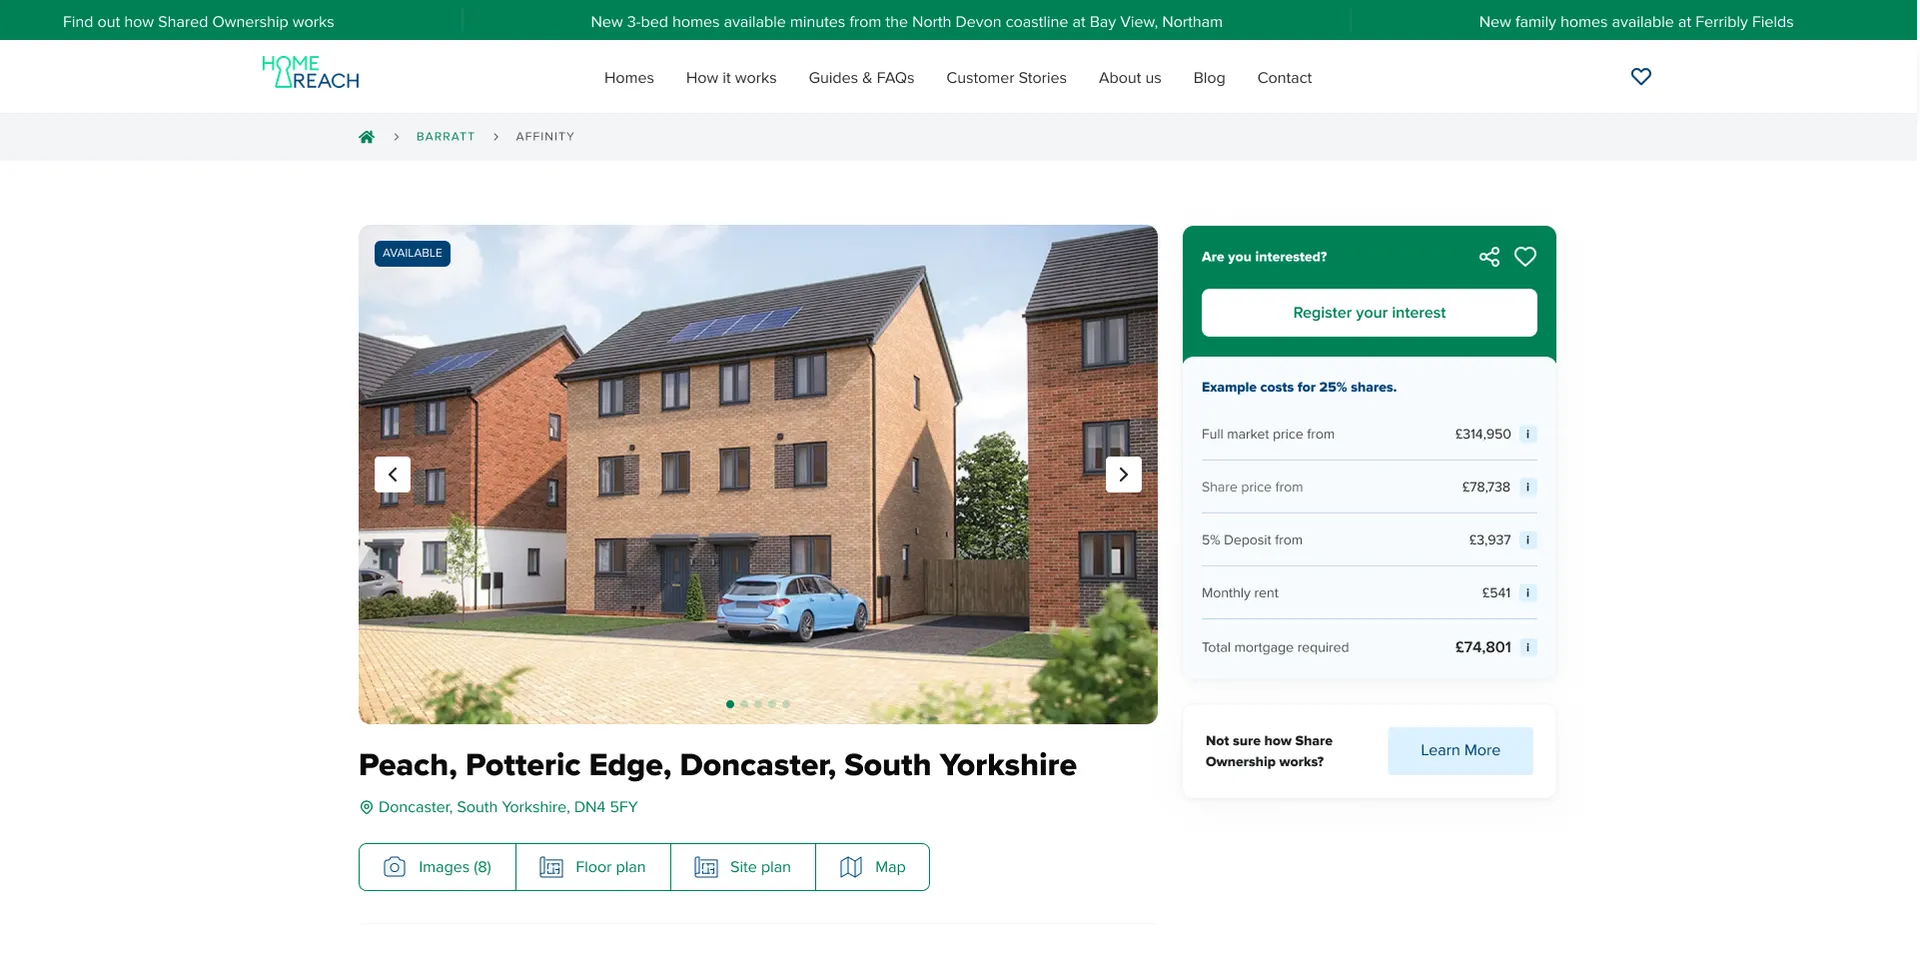 Find out how Shared Ownership works
New 3-bed homes available minutes from the North Devon coastline at Bay View, Northam
New family homes available at Ferribly Fields
HOME
REACH
Homes
How it works
Guides & FAQs
Customer Stories
About us
Blog
Contact
BARRATT
AFFINITY
AVAILABLE
Are you interested?
Register your interest
Example costs for 25% shares.
Full market price from £314,950 i
Share price from £78,738 i
5% Deposit from £3,937 i
Monthly rent £541 i
Total mortgage required £74,801 i
Not sure how Share
Ownership works?
Learn More
Peach, Potteric Edge, Doncaster, South Yorkshire
Doncaster, South Yorkshire, DN4 5FY
Images (8)
Floor plan
Site plan
Map